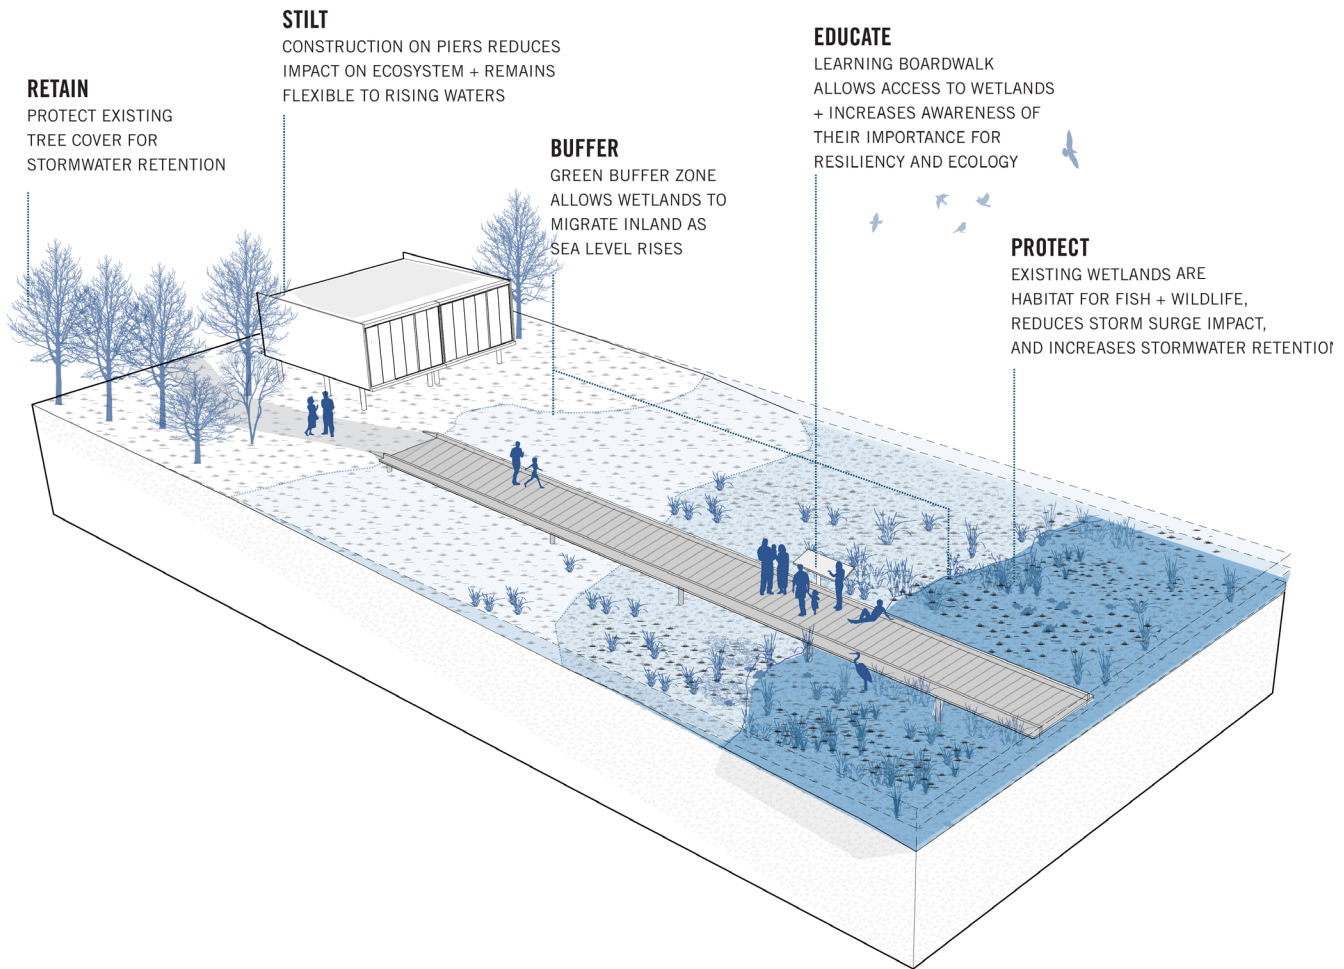 STILT
CONSTRUCTION ON PIERS REDUCES
IMPACT ON ECOSYSTEM + REMAINS
FLEXIBLE TO RISING WATERS
EDUCATE
LEARNING BOARDWALK
ALLOWS ACCESS TO WETLANDS
+ INCREASES AWARENESS OF
THEIR IMPORTANCE FOR
RESILIENCY AND ECOLOGY
RETAIN
PROTECT EXISTING
TREE COVER FOR
STORMWATER RETENTION
BUFFER
GREEN BUFFER ZONE
ALLOWS WETLANDS TO
MIGRATE INLAND AS
SEA LEVEL RISES
PROTECT
EXISTING WETLANDS ARE
HABITAT FOR FISH + WILDLIFE,
REDUCES STORM SURGE IMPACT,
AND INCREASES STORMWATER RETENTION